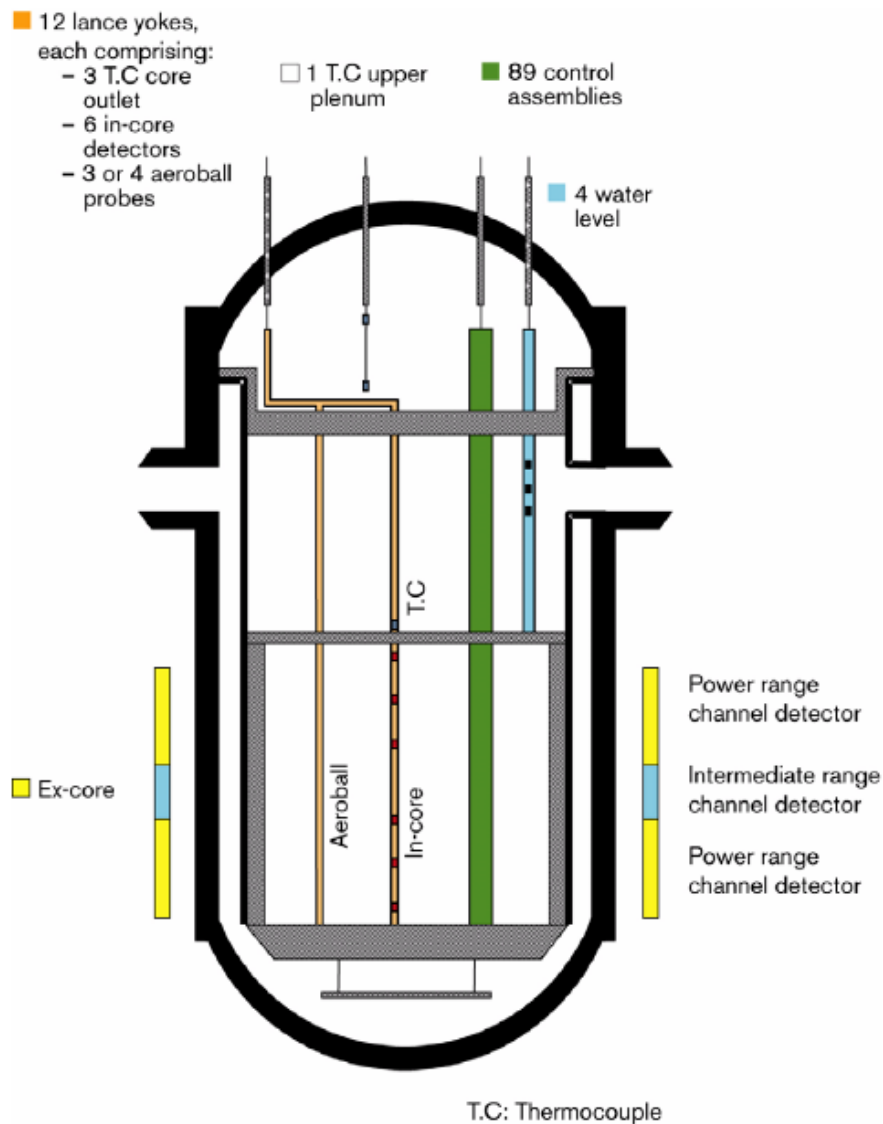 12 lance yokes,
each comprising:
– 3 T.C core
outlet
– 6 in-core
detectors
– 3 or 4 aeroball
probes
1 T.C upper
plenum
89 control
assemblies
4 water
level
T.C
Aeroball
In-core
Ex-core
Power range
channel detector
Intermediate range
channel detector
Power range
channel detector
T.C: Thermocouple